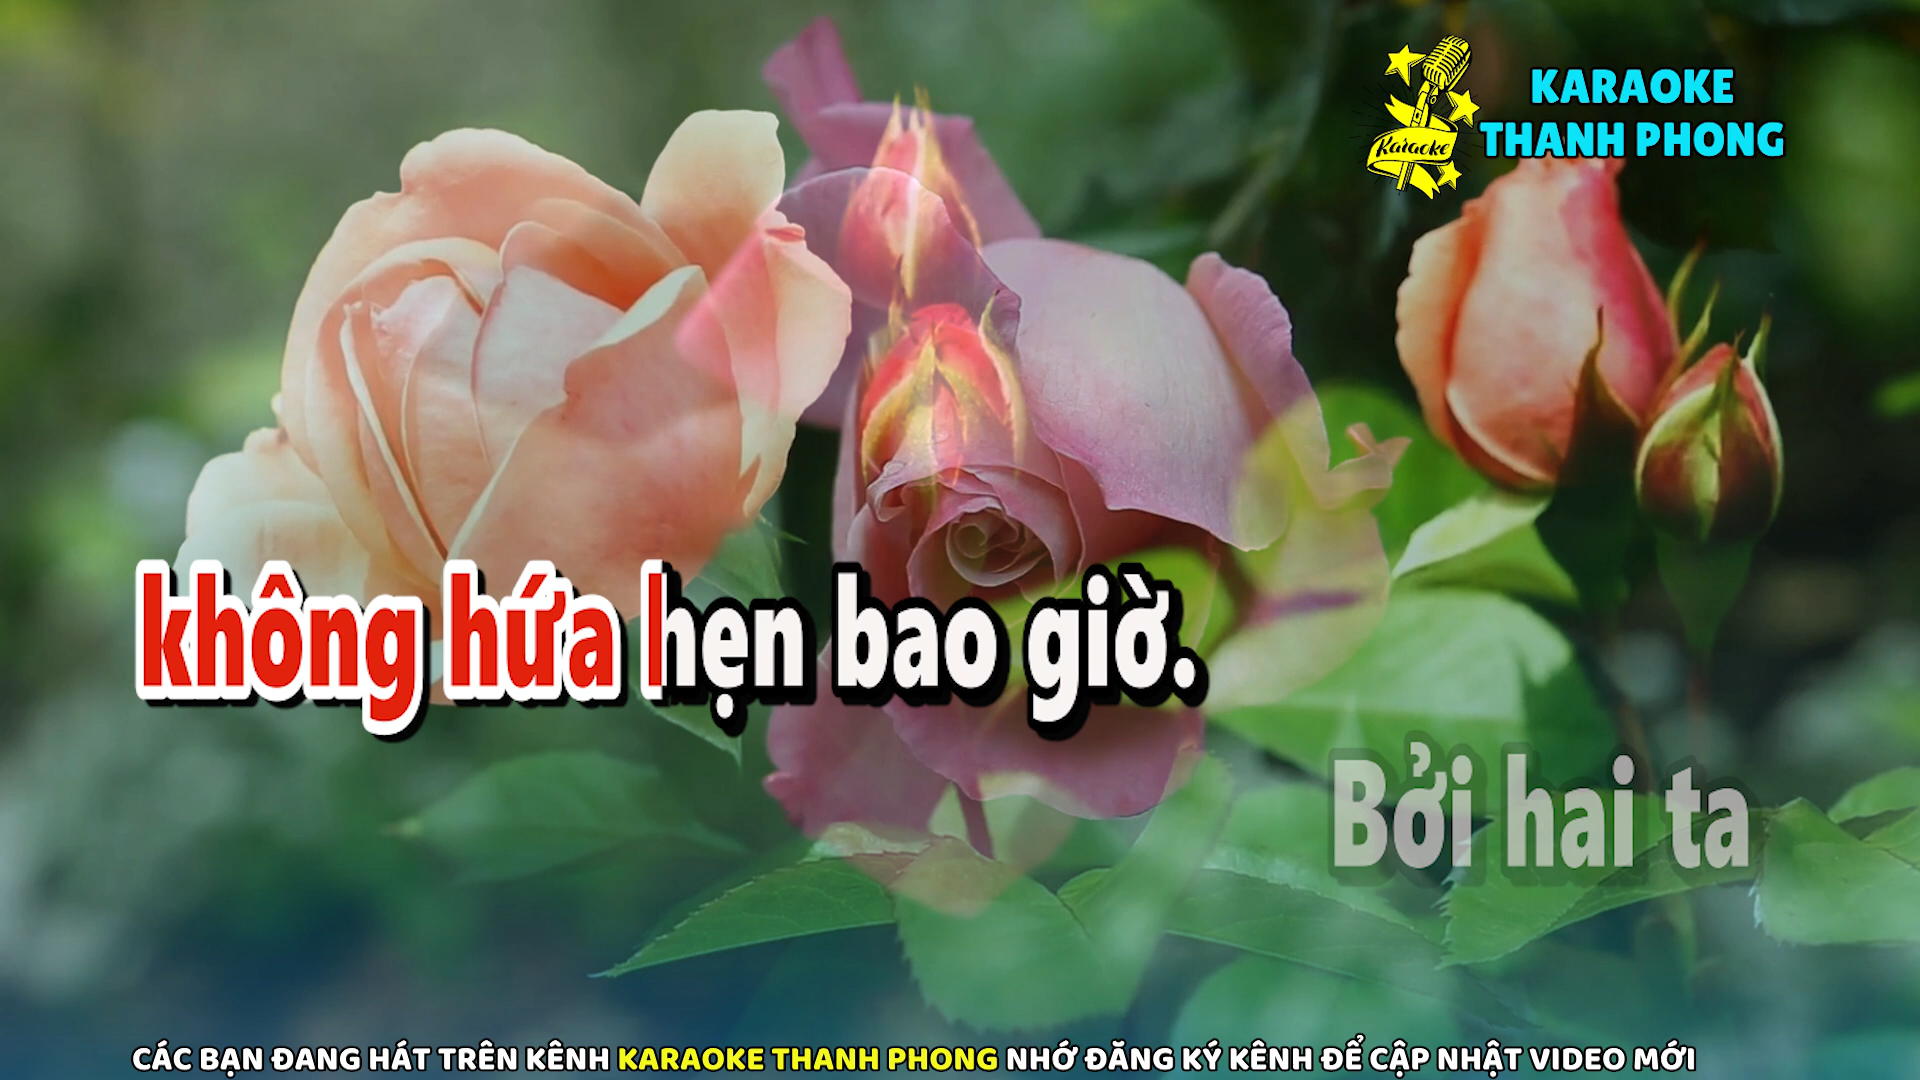 KARAOKE
THANH PHONG
Karaoke
không hứa hẹn bao giờ.
Bởi hai ta
CÁC BẠN ĐANG HÁT TRÊN KÊNH KARAOKE THANH PHONG NHỚ ĐĂNG KÝ KÊNH ĐỂ CẬP NHẬT VIDEO MỚI